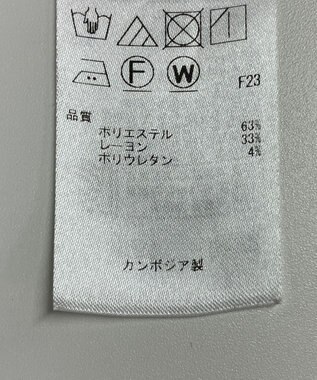 F W
F23
品質
ポリエステル 63%
レーヨン 33%
ポリウレタン 4%
カンボジア製